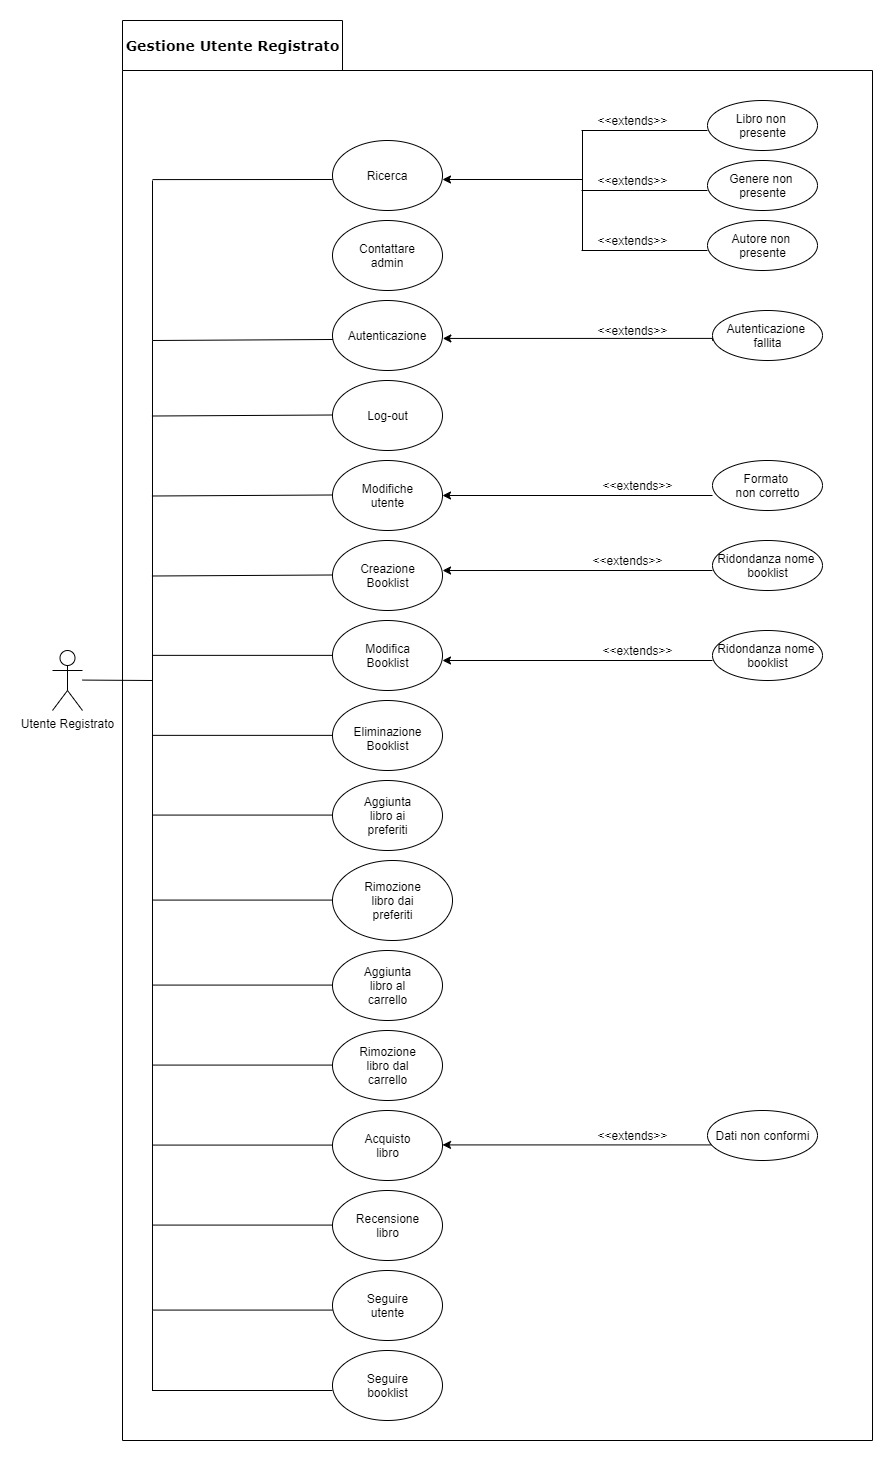 Gestione Utente Registrato
<<extends>>
Libro non
presente
Ricerca
<<extends>>
Genere non
presente
<<extends>>
Autore non
presente
Contattare
admin
Autenticazione
<<extends>>
Autenticazione
fallita
Log-out
Modifiche
utente
<<extends>>
Formato
non corretto
Creazione
Booklist
<<extends>>
Ridondanza nome
booklist
Modifica
Booklist
<<extends>>
Ridondanza nome
booklist
Utente Registrato
Eliminazione
Booklist
Aggiunta
libro ai
preferiti
Rimozione
libro dai
preferiti
Aggiunta
libro al
carrello
Rimozione
libro dal
carrello
Acquisto
libro
<<extends>>
Dati non conformi
Recensione
libro
Seguire
utente
Seguire
booklist